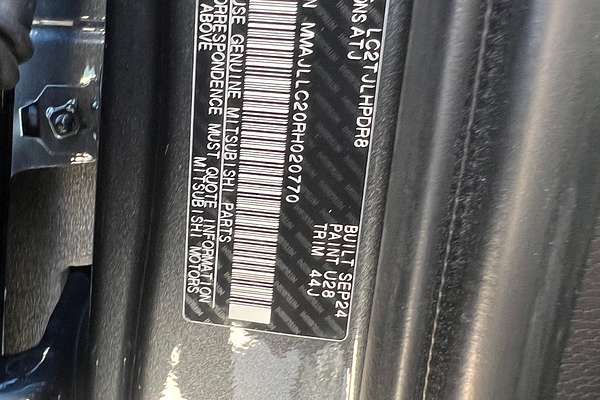 LC2TJLHPDR8
ONS ATJ
N MMAJLLC20RH020770
BUILT SEP24
PAINT U28
TRIM 44J
USE GENUINE MITSUBISHI PARTS
CORRESPONDENCE MUST QUOTE INFORMATION
ABOVE
MITSUBISHI MOTORS